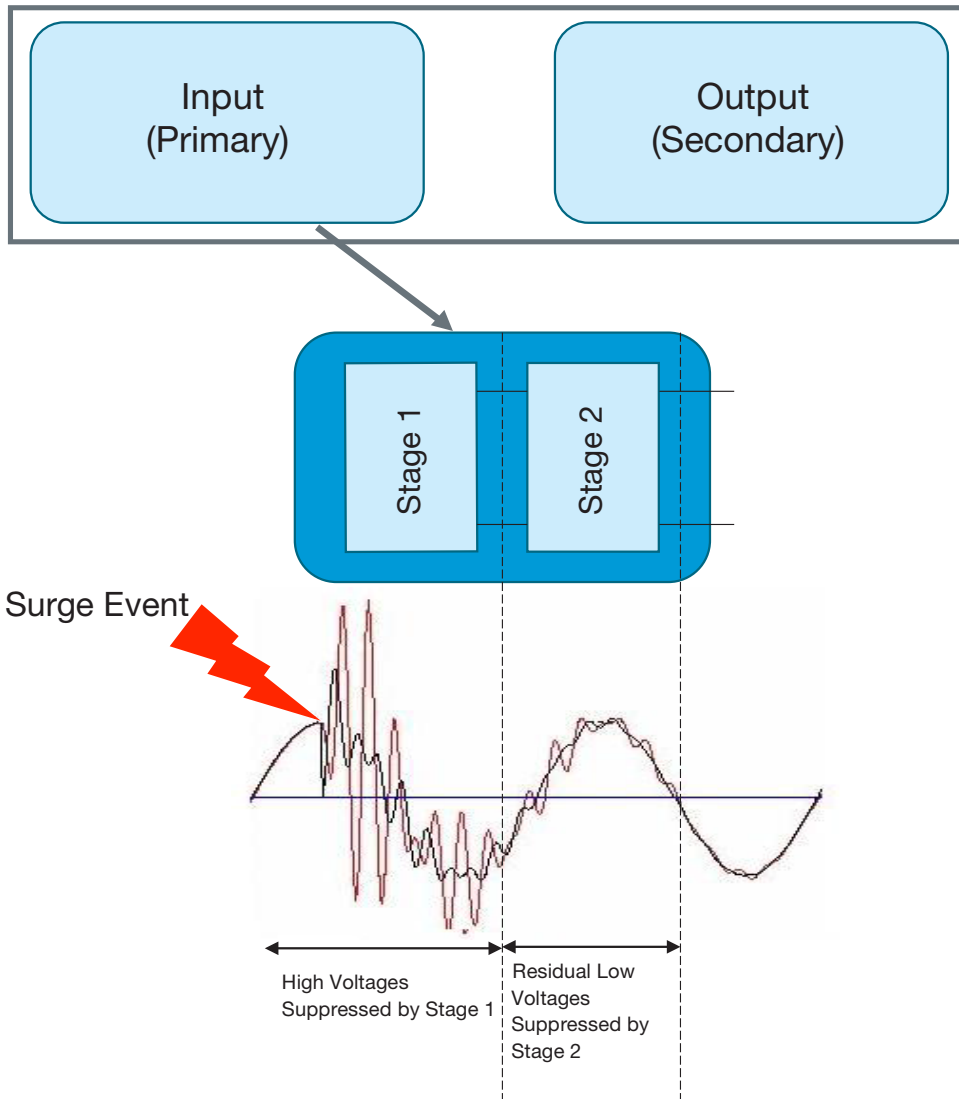 Input
(Primary)
Output
(Secondary)
Stage 1
Stage 2
Surge Event
High Voltages
Suppressed by Stage 1
Residual Low
Voltages
Suppressed by
Stage 2